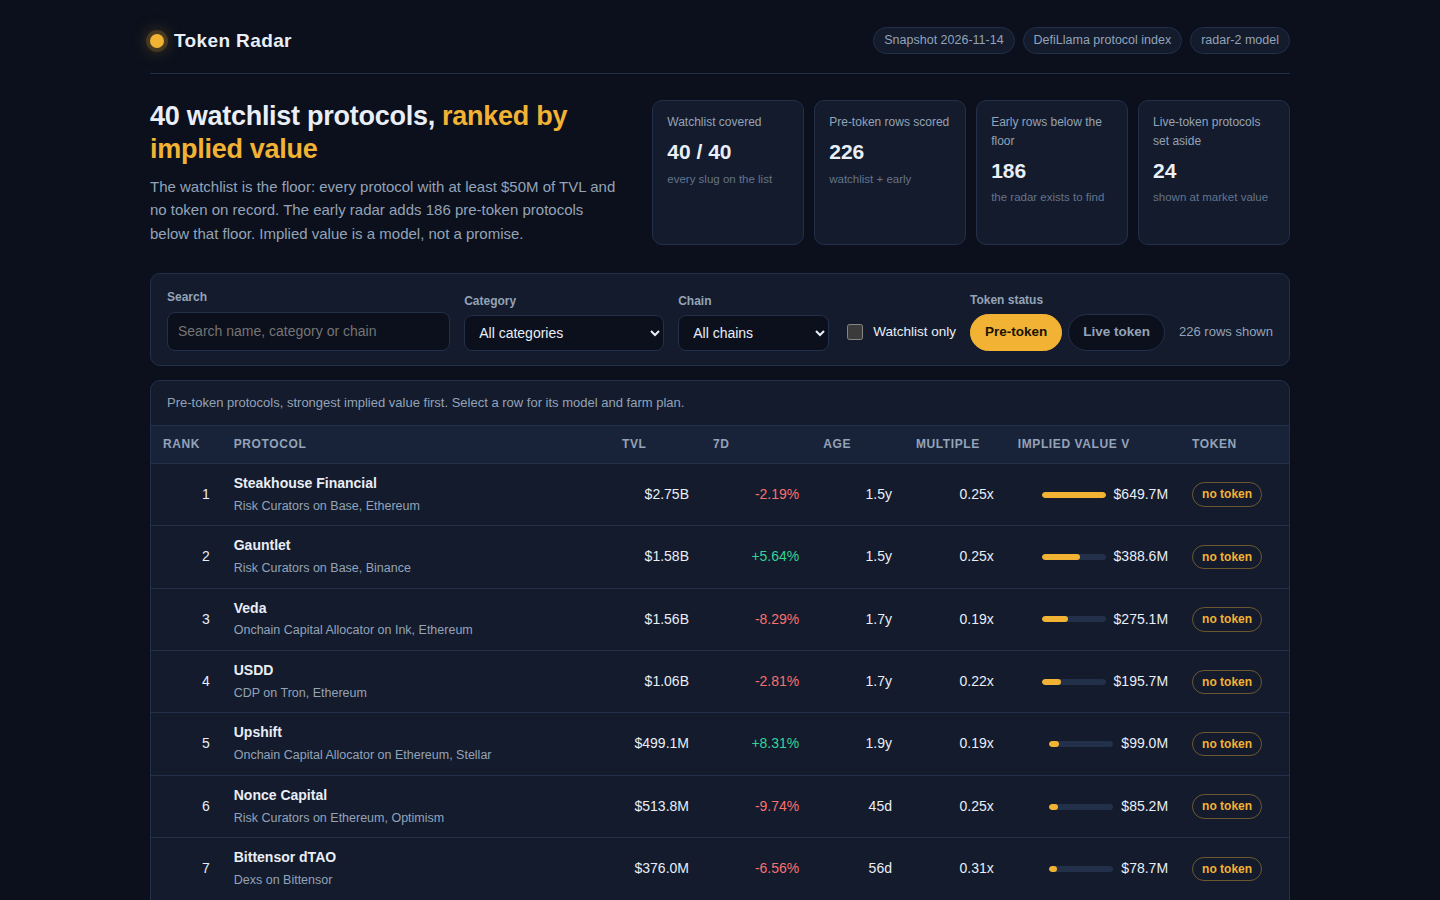 Token Radar
Snapshot 2026-11-14
DefiLlama protocol index
radar-2 model
40 watchlist protocols, ranked by
implied value
The watchlist is the floor: every protocol with at least $50M of TVL and
no token on record. The early radar adds 186 pre-token protocols
below that floor. Implied value is a model, not a promise.
Watchlist covered
40 / 40
every slug on the list
Pre-token rows scored
226
watchlist + early
Early rows below the
floor
186
the radar exists to find
Live-token protocols
set aside
24
shown at market value
Search
Search name, category or chain
Category
All categories
Chain
All chains
Watchlist only
Token status
Pre-token
Live token
226 rows shown
Pre-token protocols, strongest implied value first. Select a row for its model and farm plan.
RANK PROTOCOL TVL 7D AGE MULTIPLE IMPLIED VALUE V TOKEN
1 Steakhouse Financial $2.75B -2.19% 1.5y 0.25x $649.7M no token
Risk Curators on Base, Ethereum
2 Gauntlet $1.58B +5.64% 1.5y 0.25x $388.6M no token
Risk Curators on Base, Binance
3 Veda $1.56B -8.29% 1.7y 0.19x $275.1M no token
Onchain Capital Allocator on Ink, Ethereum
4 USDD $1.06B -2.81% 1.7y 0.22x $195.7M no token
CDP on Tron, Ethereum
5 Upshift $499.1M +8.31% 1.9y 0.19x $99.0M no token
Onchain Capital Allocator on Ethereum, Stellar
6 Nonce Capital $513.8M -9.74% 45d 0.25x $85.2M no token
Risk Curators on Ethereum, Optimism
7 Bittensor dTAO $376.0M -6.56% 56d 0.31x $78.7M no token
Dexs on Bittensor